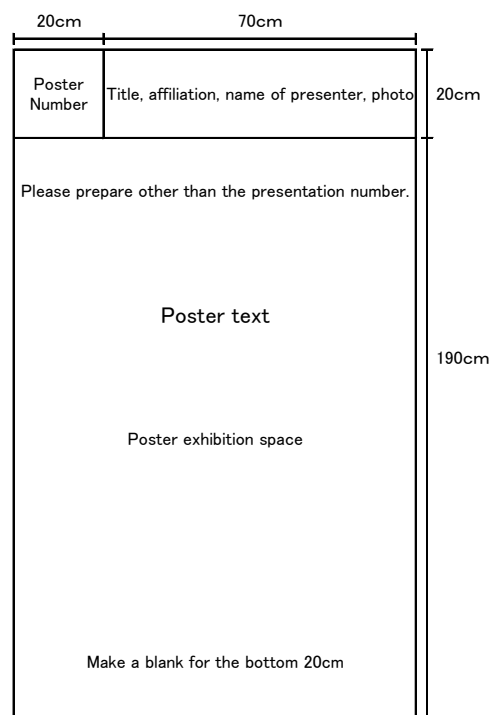 20cm
70cm
Poster
Number
Title, affiliation, name of presenter, photo
20cm
Please prepare other than the presentation number.
Poster text
190cm
Poster exhibition space
Make a blank for the bottom 20cm